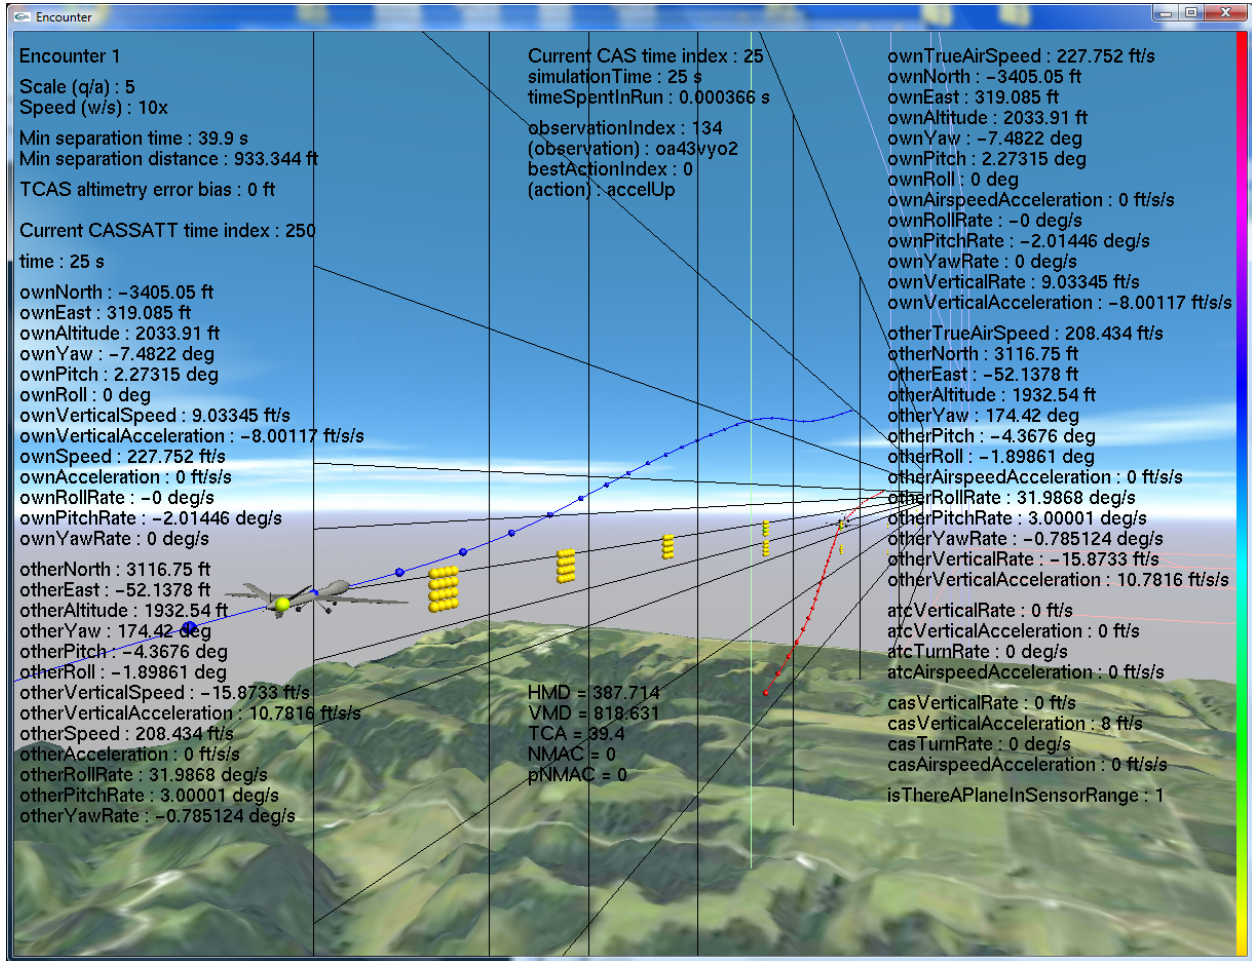 Encounter
Encounter 1
Scale (q/a) : 5
Speed (w/s) : 10x
Min separation time : 39.9 s
Min separation distance : 933.344 ft
TCAS altimetry error bias : 0 ft
Current CASSATT time index : 250
time : 25 s
ownNorth : −3405.05 ft
ownEast : 319.085 ft
ownAltitude : 2033.91 ft
ownYaw : −7.4822 deg
ownPitch : 2.27315 deg
ownRoll : 0 deg
ownVerticalSpeed : 9.03345 ft/s
ownVerticalAcceleration : −8.00117 ft/s/s
ownSpeed : 227.752 ft/s
ownAcceleration : 0 ft/s/s
ownRollRate : −0 deg/s
ownPitchRate : −2.01446 deg/s
ownYawRate : 0 deg/s
otherNorth : 3116.75 ft
otherEast : −52.1378 ft
otherAltitude : 1932.54 ft
otherYaw : 174.42 deg
otherPitch : −4.3676 deg
otherRoll : −1.89861 deg
otherVerticalSpeed : −15.8733 ft/s
otherVerticalAcceleration : 10.7816 ft/s/s
otherSpeed : 208.434 ft/s
otherAcceleration : 0 ft/s/s
otherRollRate : 31.9868 deg/s
otherPitchRate : 3.00001 deg/s
otherYawRate : −0.785124 deg/s
Current CAS time index : 25
simulationTime : 25 s
timeSpentInRun : 0.000366 s
observationIndex : 134
(observation) : oa43vyo2
bestActionIndex : 0
(action) : accelUp
HMD = 387.714
VMD = 818.631
TCA = 39.4
NMAC = 0
pNMAC = 0
ownTrueAirSpeed : 227.752 ft/s
ownNorth : −3405.05 ft
ownEast : 319.085 ft
ownAltitude : 2033.91 ft
ownYaw : −7.4822 deg
ownPitch : 2.27315 deg
ownRoll : 0 deg
ownAirspeedAcceleration : 0 ft/s/s
ownRollRate : −0 deg/s
ownPitchRate : −2.01446 deg/s
ownYawRate : 0 deg/s
ownVerticalRate : 9.03345 ft/s
ownVerticalAcceleration : −8.00117 ft/s/s
otherTrueAirSpeed : 208.434 ft/s
otherNorth : 3116.75 ft
otherEast : −52.1378 ft
otherAltitude : 1932.54 ft
otherYaw : 174.42 deg
otherPitch : −4.3676 deg
otherRoll : −1.89861 deg
otherAirspeedAcceleration : 0 ft/s/s
otherRollRate : 31.9868 deg/s
otherPitchRate : 3.00001 deg/s
otherYawRate : −0.785124 deg/s
otherVerticalRate : −15.8733 ft/s
otherVerticalAcceleration : 10.7816 ft/s/s
atcVerticalRate : 0 ft/s
atcVerticalAcceleration : 0 ft/s
atcTurnRate : 0 deg/s
atcAirspeedAcceleration : 0 ft/s
casVerticalRate : 0 ft/s
casVerticalAcceleration : 8 ft/s
casTurnRate : 0 deg/s
casAirspeedAcceleration : 0 ft/s/s
isThereAPlaneInSensorRange : 1